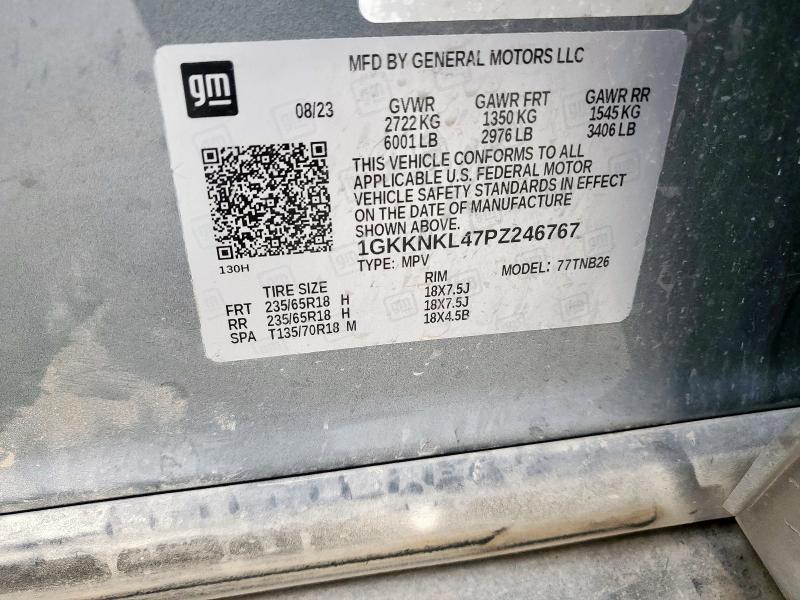 gm
MFD BY GENERAL MOTORS LLC
08/23
GVWR GAWR FRT GAWR RR
2722 KG 1350 KG 1545 KG
6001 LB 2976 LB 3406 LB
THIS VEHICLE CONFORMS TO ALL
APPLICABLE U.S. FEDERAL MOTOR
VEHICLE SAFETY STANDARDS IN EFFECT
ON THE DATE OF MANUFACTURE
SHOWN ABOVE.
1GKKNKL47PZ246767
130H
TYPE: MPV MODEL: 77TNB26
TIRE SIZE RIM
FRT 235/65R18 H 18X7.5J
RR 235/65R18 H 18X7.5J
SPA T135/70R18 M 18X4.5B